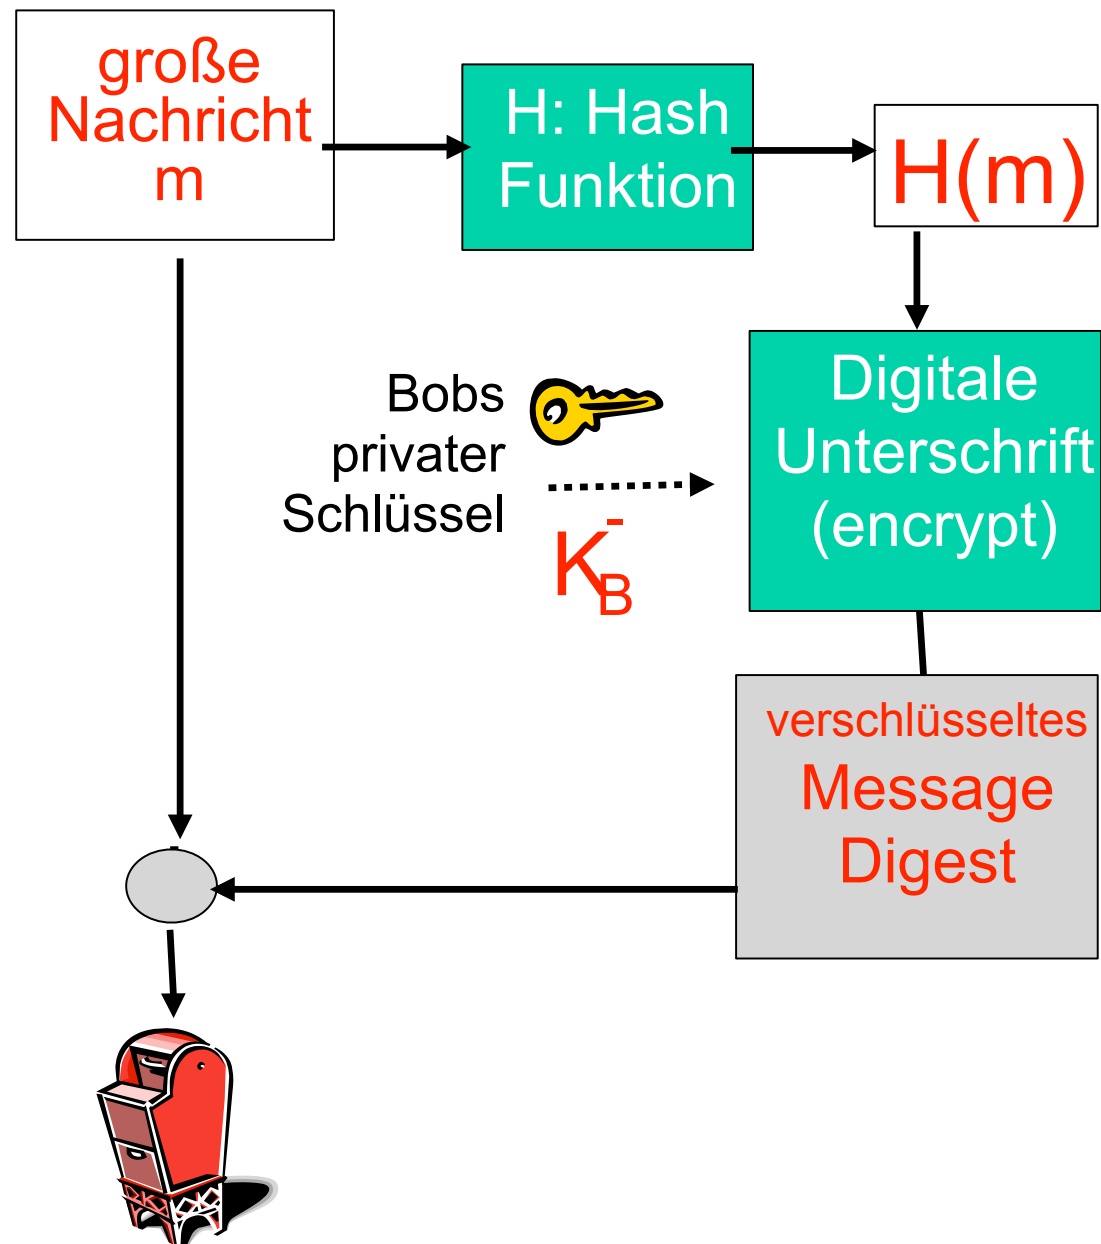 große
Nachricht
m
H: Hash
Funktion
H(m)
Bobs
privater
Schlüssel
K
-
B
Digitale
Unterschrift
(encrypt)
verschlüsseltes
Message
Digest